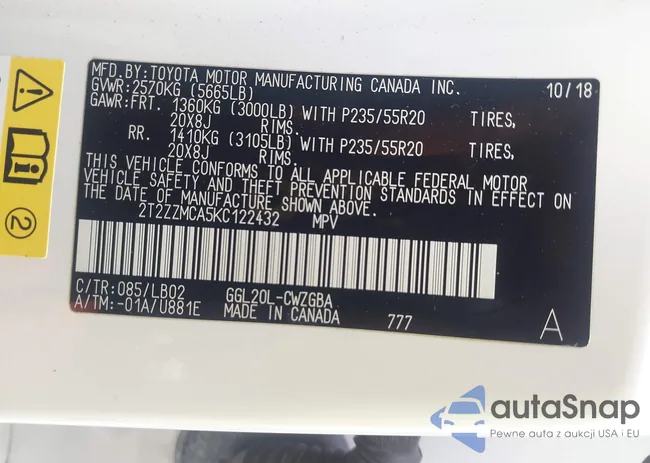 MFD.BY:TOYOTA MOTOR MANUFACTURING CANADA INC. 10/18
GVWR:2570KG (5665LB)
GAWR:FRT. 1360KG (3000LB) WITH P235/55R20 TIRES,
20X8J RIMS.
RR. 1410KG (3105LB) WITH P235/55R20 TIRES,
20X8J RIMS.
THIS VEHICLE CONFORMS TO ALL APPLICABLE FEDERAL MOTOR
VEHICLE SAFETY AND THEFT PREVENTION STANDARDS IN EFFECT ON
THE DATE OF MANUFACTURE SHOWN ABOVE.
2T2ZZMCA5KC122432 MPV
C/TR:085/LB02 GGL20L-CWZGBA
A/TM:-01A/U881E MADE IN CANADA 777 A
2
autaSnap
Pewne auta z aukcji USA i EU